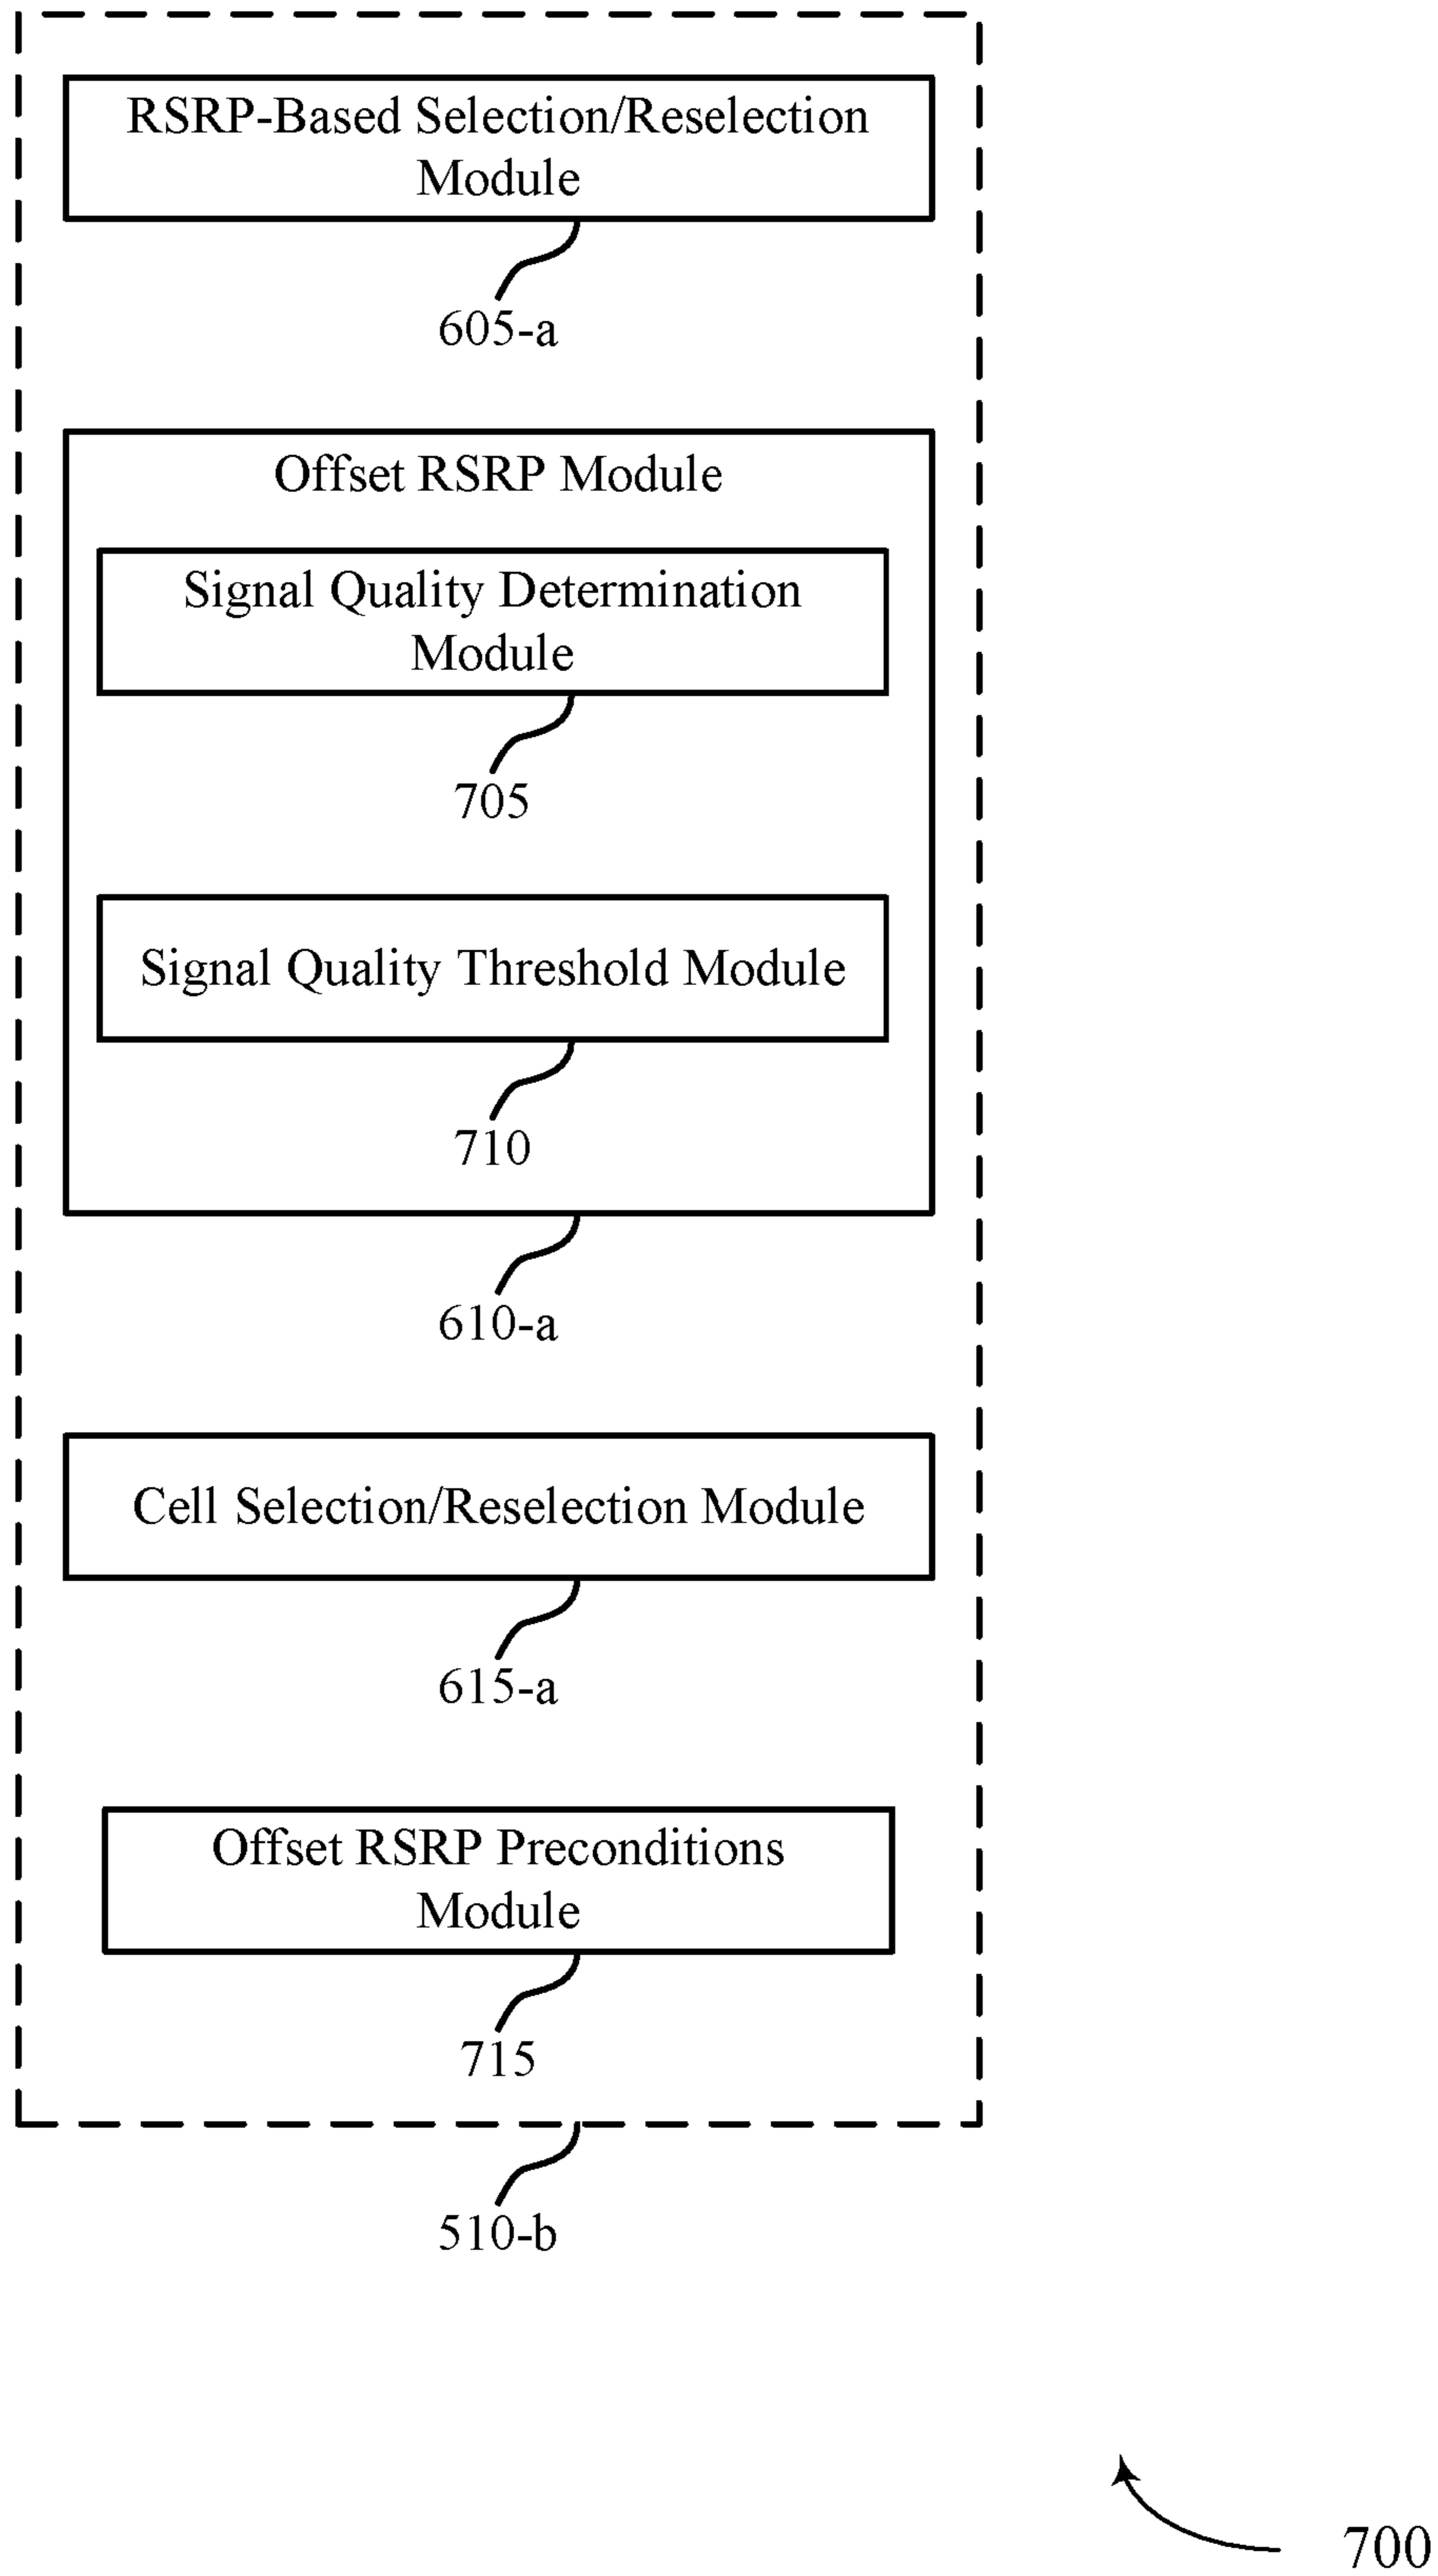 RSRP-Based Selection/Reselection
Module
605-a
Offset RSRP Module
Signal Quality Determination
Module
705
Signal Quality Threshold Module
710
610-a
Cell Selection/Reselection Module
615-a
Offset RSRP Preconditions
Module
715
510-b
700